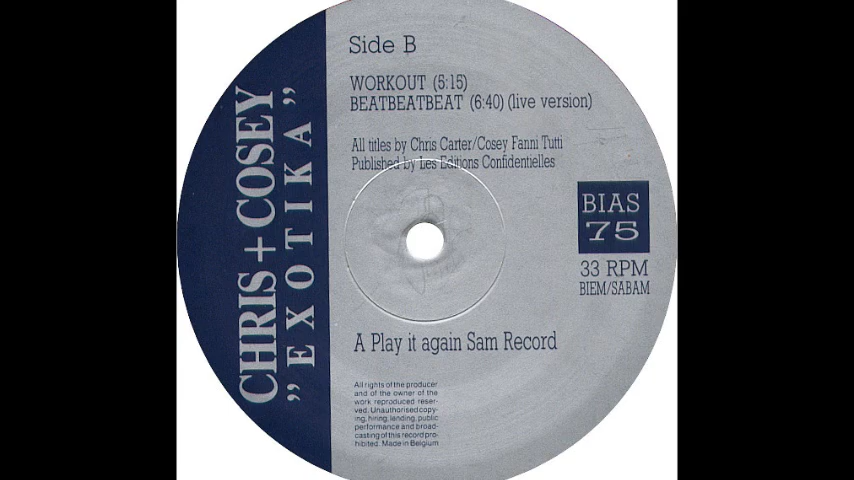 CHRIS + COSEY
" EXOTIKA "
Side B
WORKOUT (5:15)
BEATBEATBEAT (6:40) (live version)
All titles by Chris Carter/Cosey Fanni Tutti
Published by Les Editions Confidentielles
BIAS
75
33 RPM
BIEM/SABAM
A Play it again Sam Record
All rights of the producer
and of the owner of the
work reproduced reser-
ved. Unauthorised copy-
ing, hiring, lending, public
performance and broad-
casting of this record pro-
hibited. Made in Belgium